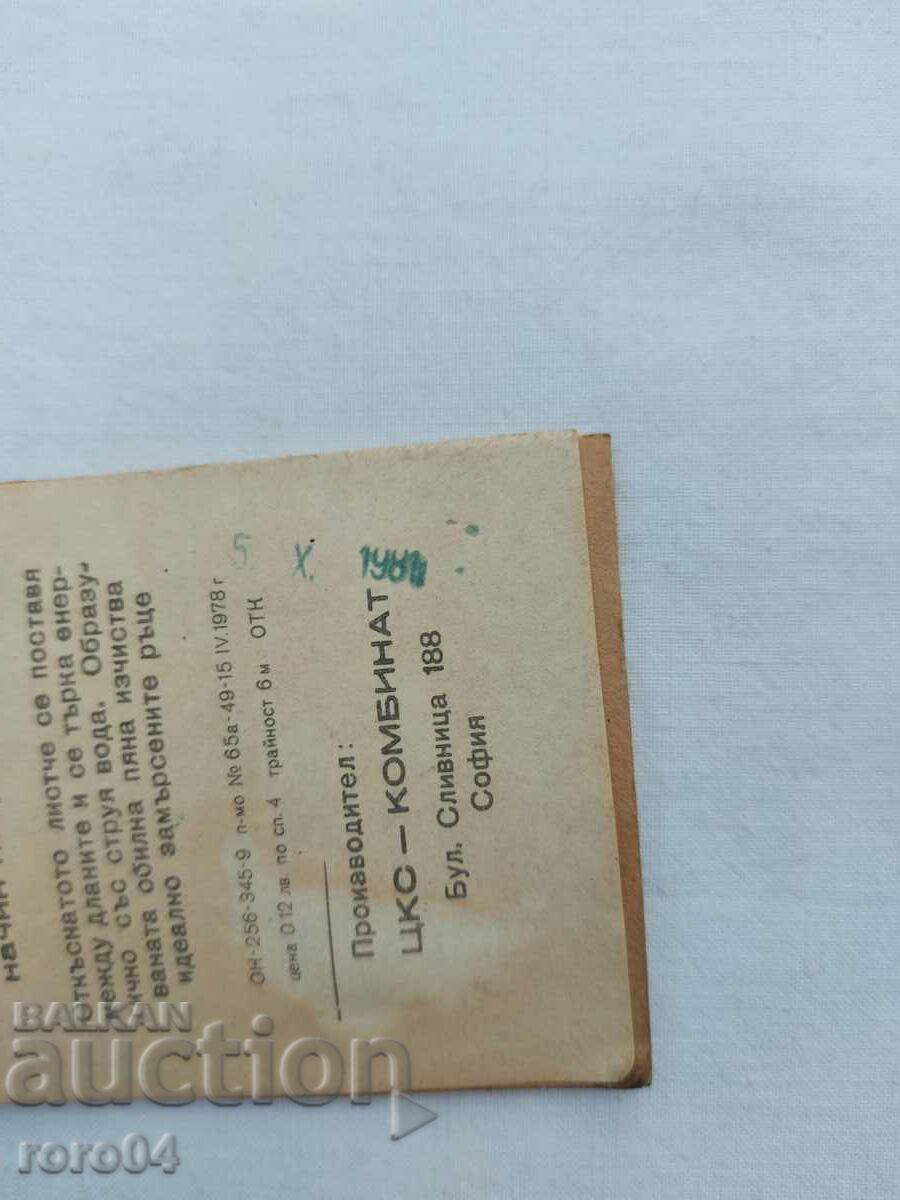 начин
Откъснатото листче се поставя
между дланите и се търка енер-
гично със струя вода. Образу-
ваната обилна пяна изчиства
идеално замърсените ръце
ОН-256-345-9 п-мо № 65а-49-15 IV.1978 г
цена 0.12 лв. по сп. 4 трайност 6 м ОТК
5 X. 198
Производител:
ЦКС — КОМБИНАТ
Бул. Сливница 188
София
BALKAN
auction
roro04